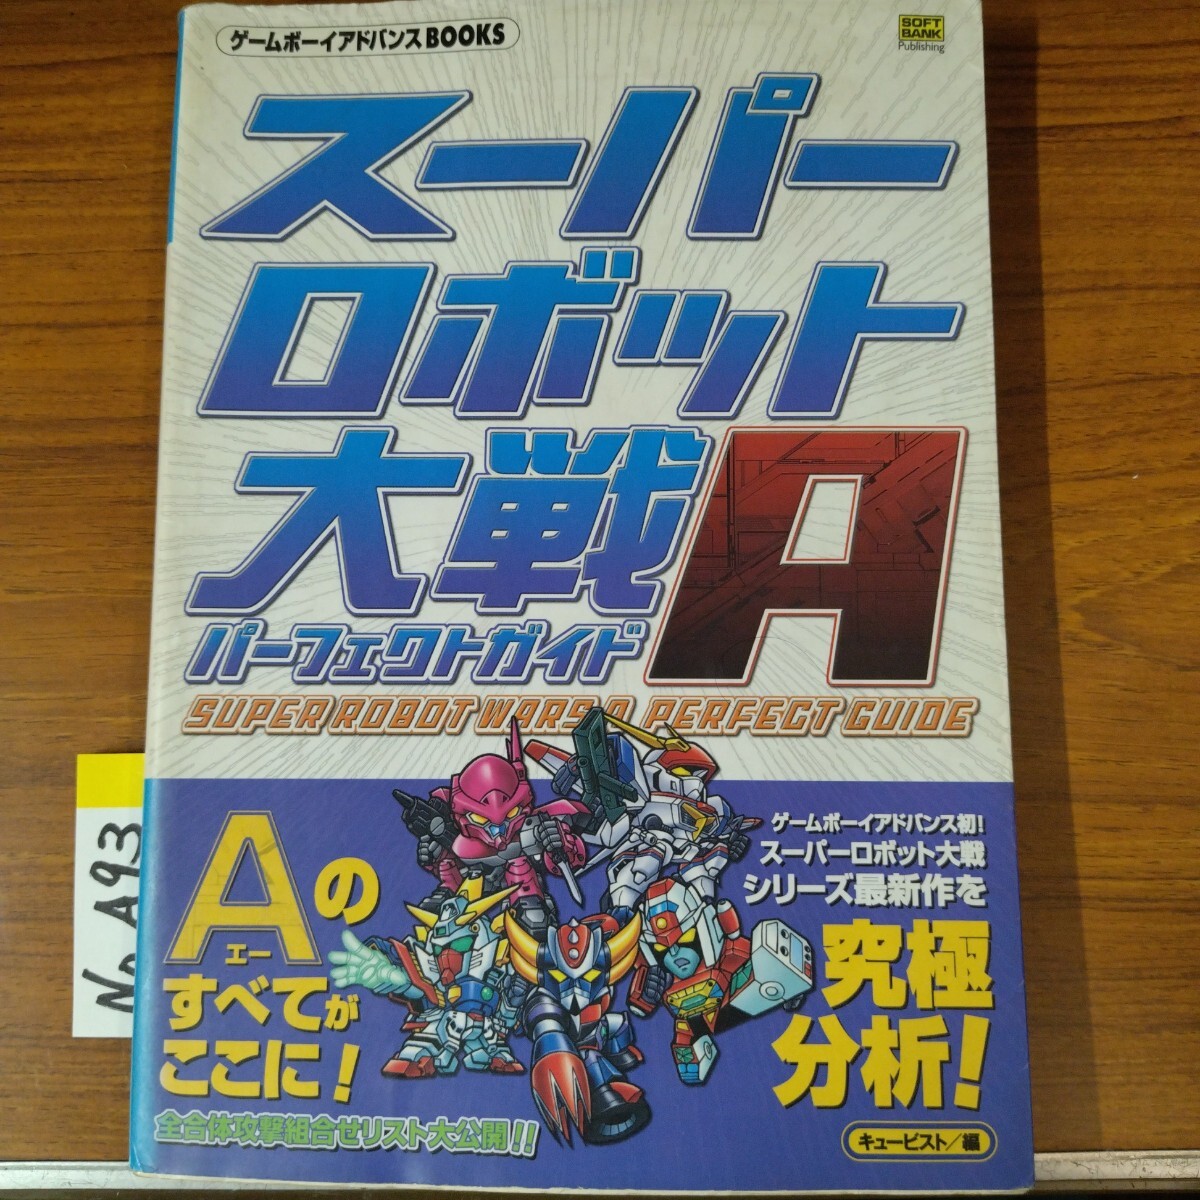 ゲームボーイアドバンスBOOKS
SOFT
BANK
Publishing
スーパー
ロボット
大戦A
パーフェクトガイド
SUPER ROBOT WARS A PERFECT GUIDE
Aの
エー
すべてが
ここに!
全合体攻撃組合せリスト大公開!!
ゲームボーイアドバンス初!
スーパーロボット大戦
シリーズ最新作を
究極
分析!
キュービスト/編
No A93